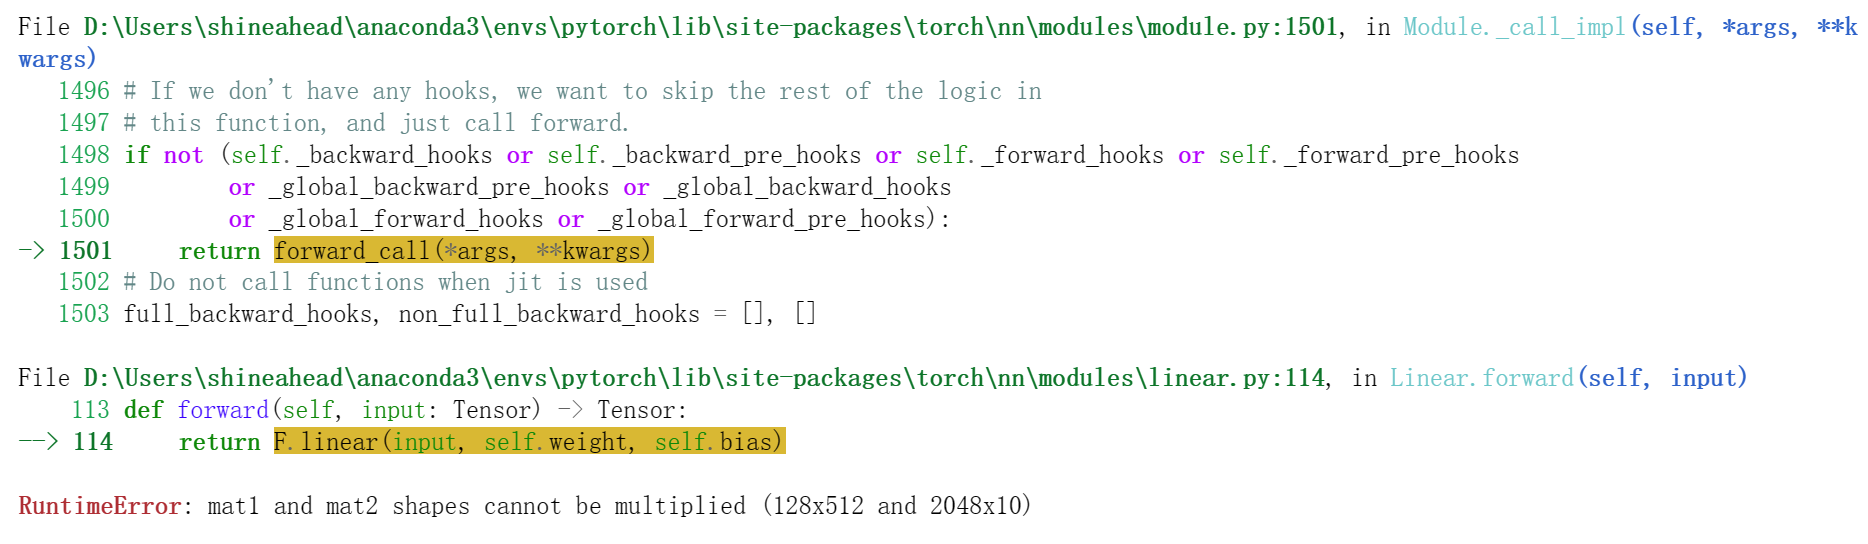 File D:\Users\shineahead\anaconda3\envs\pytorch\lib\site-packages\torch\nn\modules\module.py:1501, in Module._call_impl(self, *args, **k
wargs)
1496 # If we don't have any hooks, we want to skip the rest of the logic in
1497 # this function, and just call forward.
1498 if not (self._backward_hooks or self._backward_pre_hooks or self._forward_hooks or self._forward_pre_hooks
1499         or _global_backward_pre_hooks or _global_backward_hooks
1500         or _global_forward_hooks or _global_forward_pre_hooks):
-> 1501     return forward_call(*args, **kwargs)
1502 # Do not call functions when jit is used
1503 full_backward_hooks, non_full_backward_hooks = [], []
File D:\Users\shineahead\anaconda3\envs\pytorch\lib\site-packages\torch\nn\modules\linear.py:114, in Linear.forward(self, input)
113 def forward(self, input: Tensor) -> Tensor:
--> 114     return F.linear(input, self.weight, self.bias)
RuntimeError: mat1 and mat2 shapes cannot be multiplied (128x512 and 2048x10)